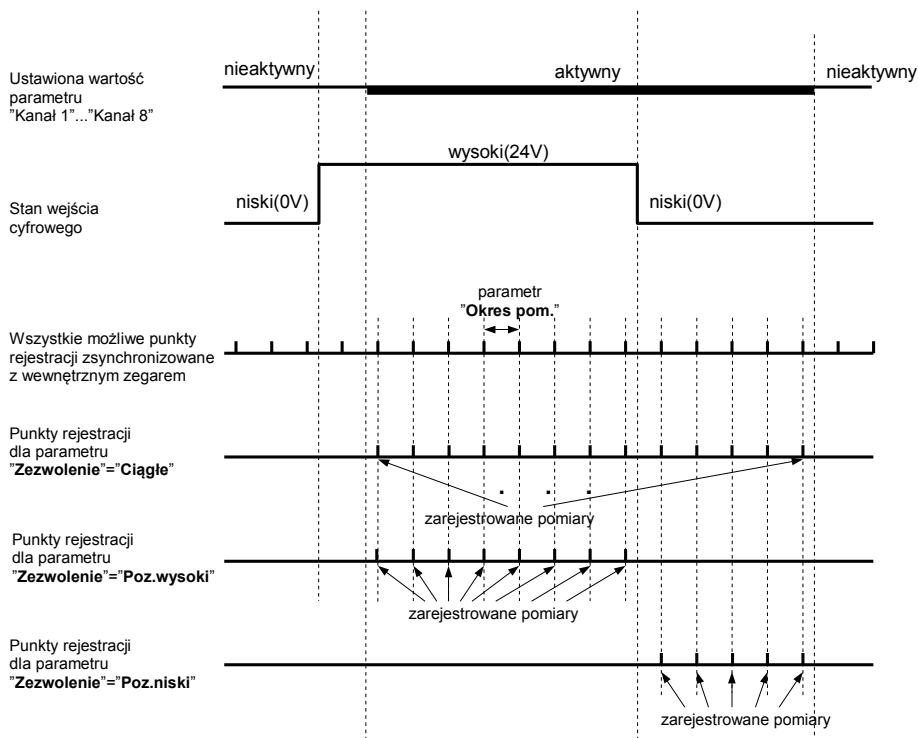 nieaktywny
aktywny
nieaktywny
Ustawiona wartość
parametru
"Kanał 1"..."Kanał 8"
wysoki(24V)
niski(0V)
niski(0V)
Stan wejścia
cyfrowego
parametr
"Okres pom."
Wszystkie możliwe punkty
rejestracji zsynchronizowane
z wewnętrznym zegarem
Punkty rejestracji
dla parametru
"Zezwolenie"="Ciągłe"
. . .
zarejestrowane pomiary
Punkty rejestracji
dla parametru
"Zezwolenie"="Poz.wysoki"
zarejestrowane pomiary
Punkty rejestracji
dla parametru
"Zezwolenie"="Poz.niski"
zarejestrowane pomiary